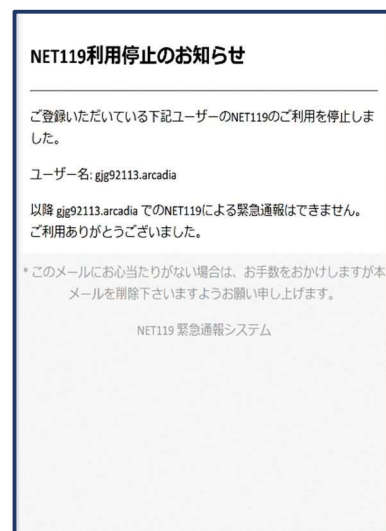 NET119利用停止のお知らせ
ご登録いただいている下記ユーザーのNET119のご利用を停止しま
した。
ユーザー名: gjg92113.arcadia
以降 gjg92113.arcadia でのNET119による緊急通報はできません。
ご利用ありがとうございました。
* このメールにお心当たりがない場合は、お手数をおかけしますが本
メールを削除下さいますようお願い申し上げます。
NET119 緊急通報システム